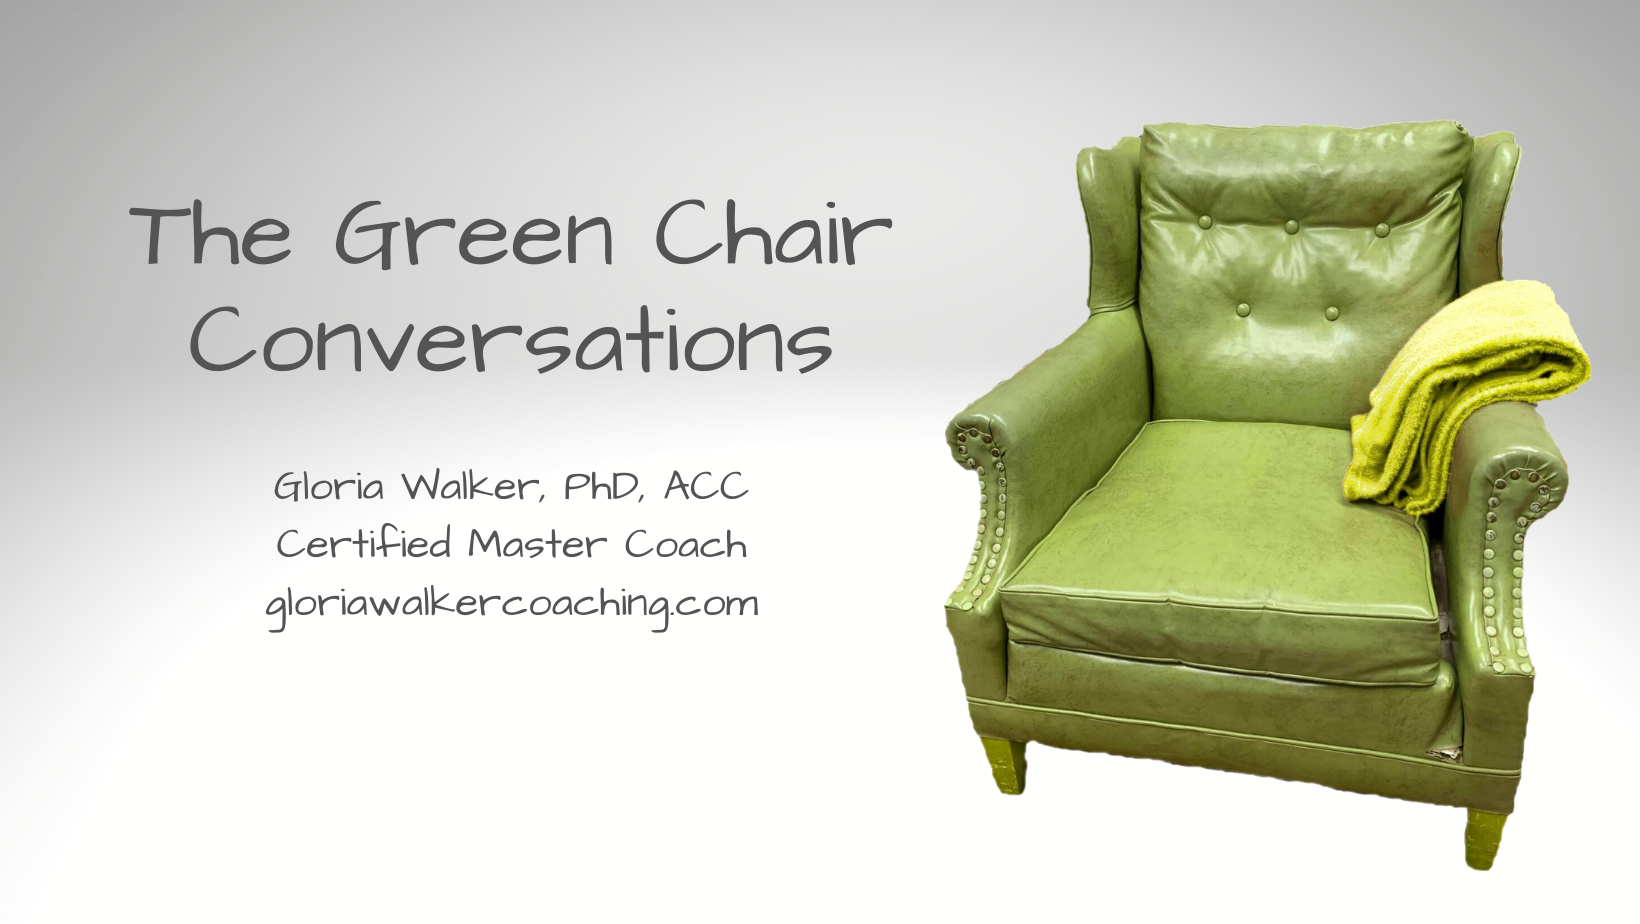 The Green Chair
Conversations
Gloria Walker, PhD, ACC
Certified Master Coach
gloriawalkercoaching.com